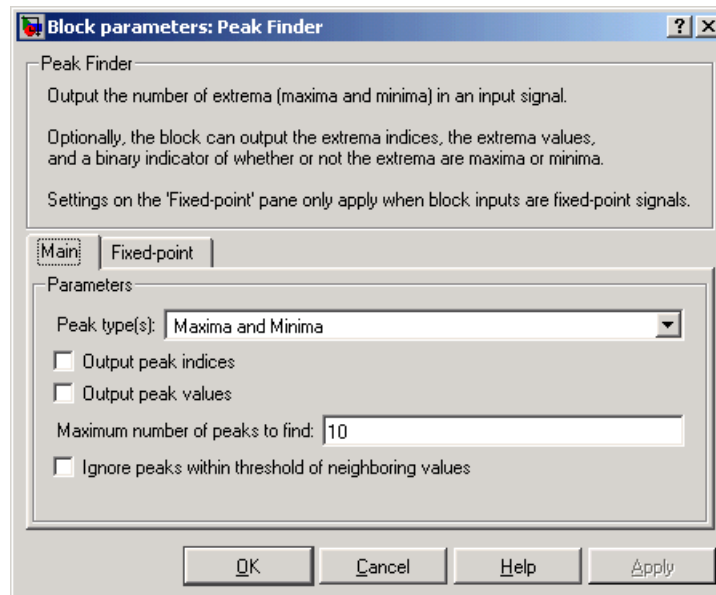 Block parameters: Peak Finder
Peak Finder
Output the number of extrema (maxima and minima) in an input signal.
Optionally, the block can output the extrema indices, the extrema values,
and a binary indicator of whether or not the extrema are maxima or minima.
Settings on the 'Fixed-point' pane only apply when block inputs are fixed-point signals.
Main Fixed-point
Parameters
Peak type(s): Maxima and Minima
Output peak indices
Output peak values
Maximum number of peaks to find: 10
Ignore peaks within threshold of neighboring values
OK Cancel Help Apply